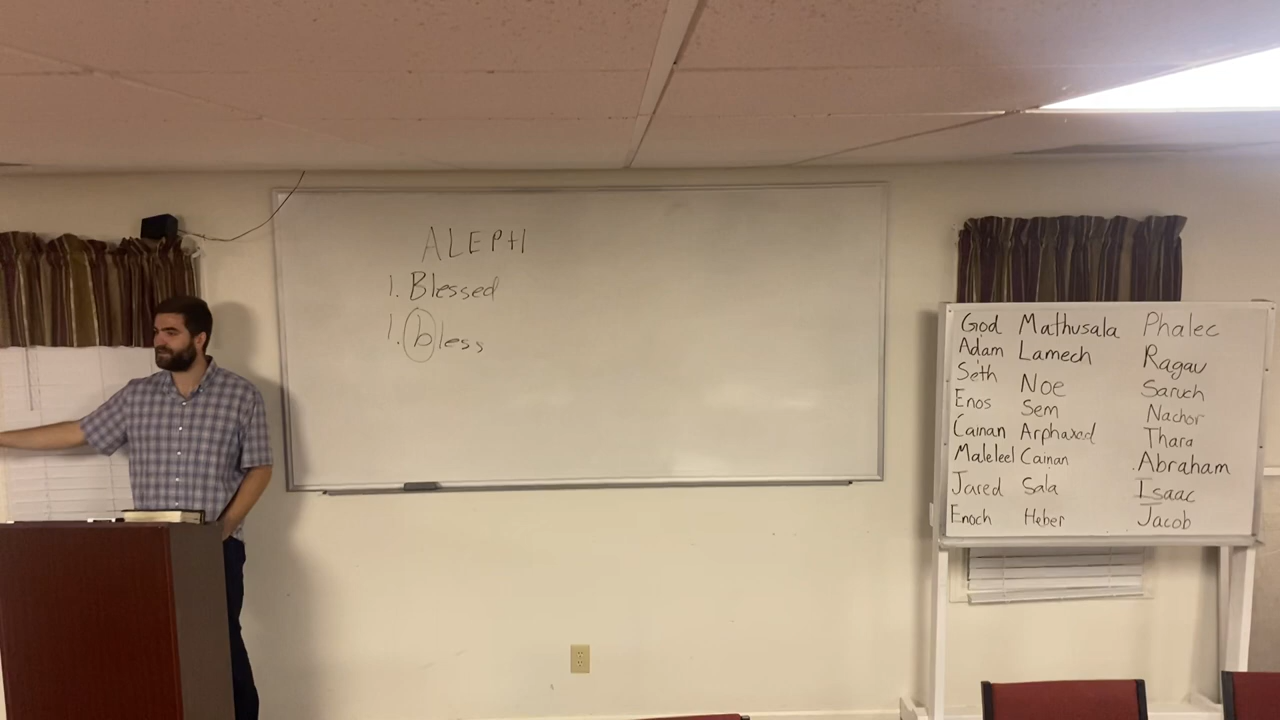 ALEPH
1. Blessed
1. bless
God
Adam
Seth
Enos
Cainan
Maleleel
Jared
Enoch
Mathusala
Lamech
Noe
Sem
Arphaxad
Cainan
Sala
Heber
Phalec
Ragau
Saruch
Nachor
Thara
Abraham
Isaac
Jacob